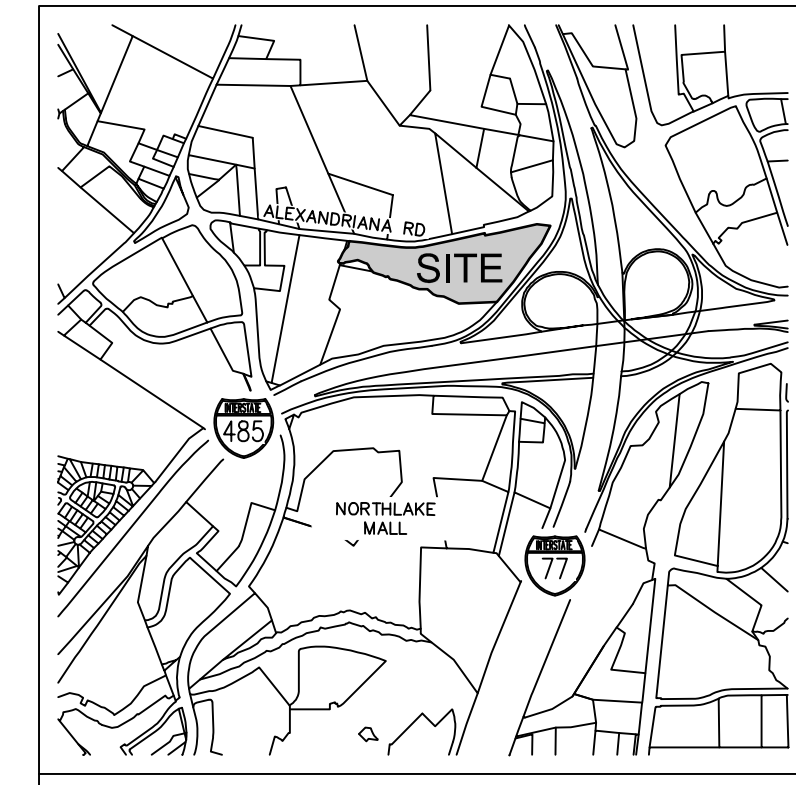 ALEXANDRIANA RD
SITE
INTERSTATE
485
NORTHLAKE
MALL
INTERSTATE
77